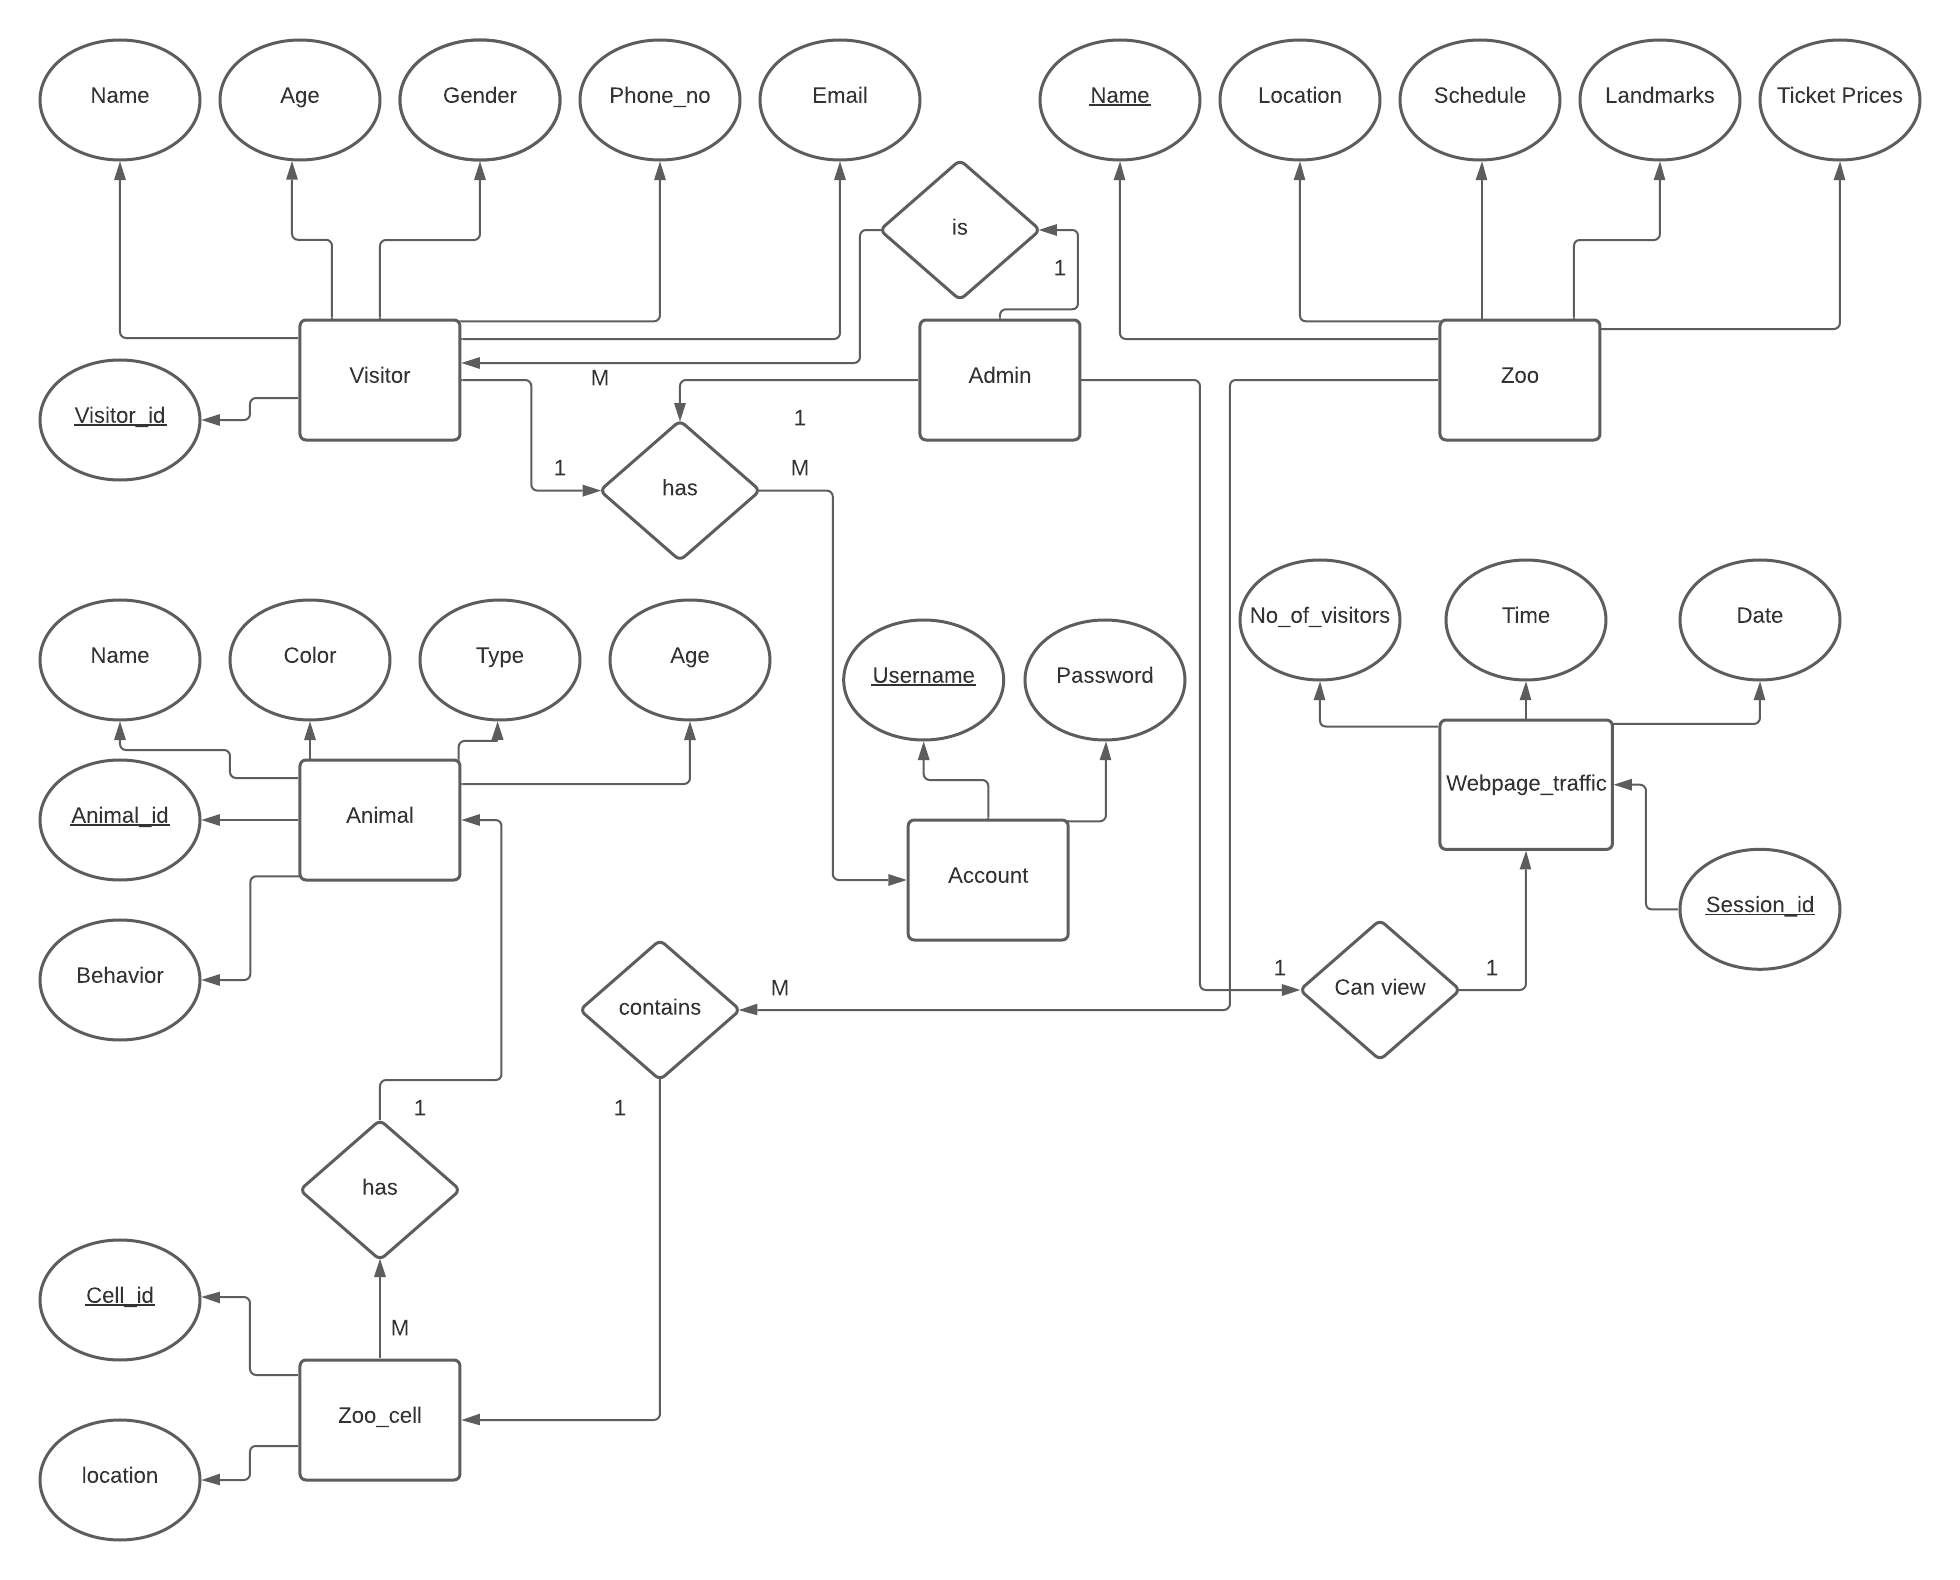 Name
Age
Gender
Phone_no
Email
Name
Location
Schedule
Landmarks
Ticket Prices
is
1
Visitor
Admin
Zoo
M
Visitor_id
1
1
M
has
No_of_visitors
Time
Date
Name
Color
Type
Age
Username
Password
Webpage_traffic
Animal_id
Animal
Account
Session_id
Behavior
1
1
M
Can view
contains
1
1
has
Cell_id
M
Zoo_cell
location